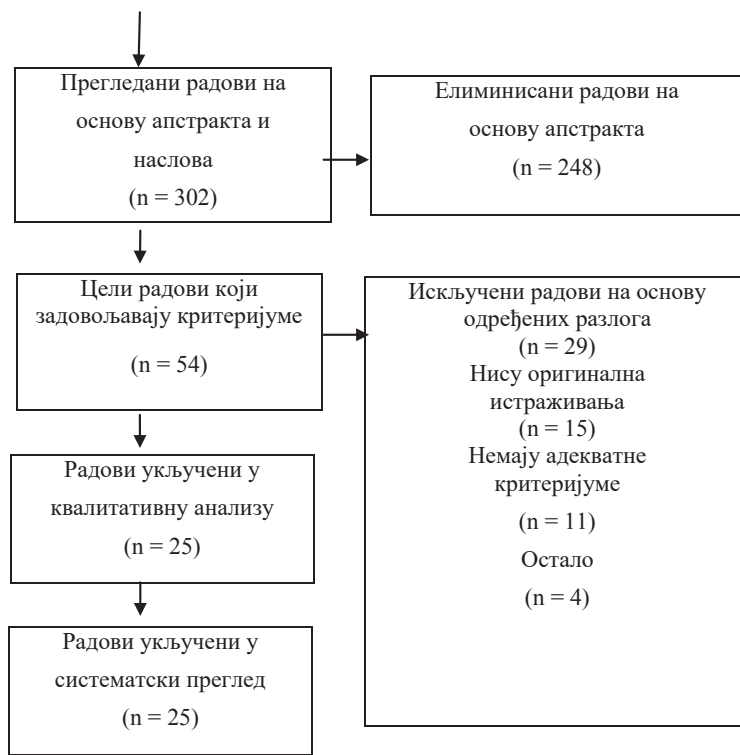 Прегледани радови на
основу апстракта и
наслова
(n = 302)
Елиминисани радови на
основу апстракта
(n = 248)
Цели радови који
задовољавају критеријуме
(n = 54)
Искључени радови на основу
одређених разлога
(n = 29)
Нису оригинална
истраживања
(n = 15)
Немају адекватне
критеријуме
(n = 11)
Остало
(n = 4)
Радови укључени у
квалитативну анализу
(n = 25)
Радови укључени у
систематски преглед
(n = 25)